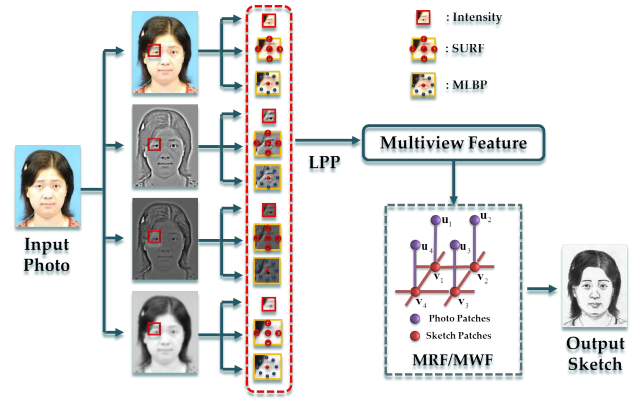 : Intensity
: SURF
: MLBP
LPP
Multiview Feature
Input
Photo
u1
u2
u4
u3
v1
v2
v4
v3
Photo Patches
Sketch Patches
MRF/MWF
Output
Sketch